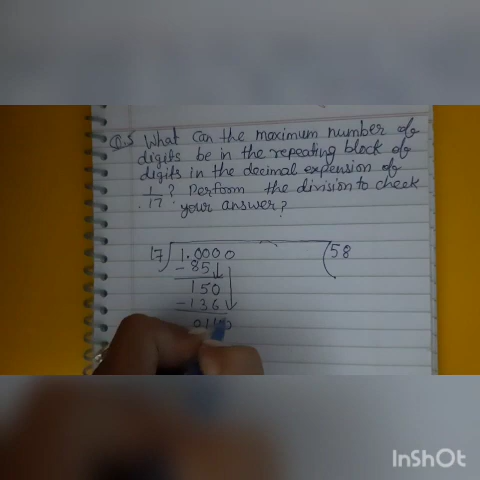 Q.5 What can the maximum number of
digits be in the repeating block of
digits in the decimal expension of
1/17? Perform the division to check
your answer?
17) 1.0000 (58
-85
150
-136
InShOt